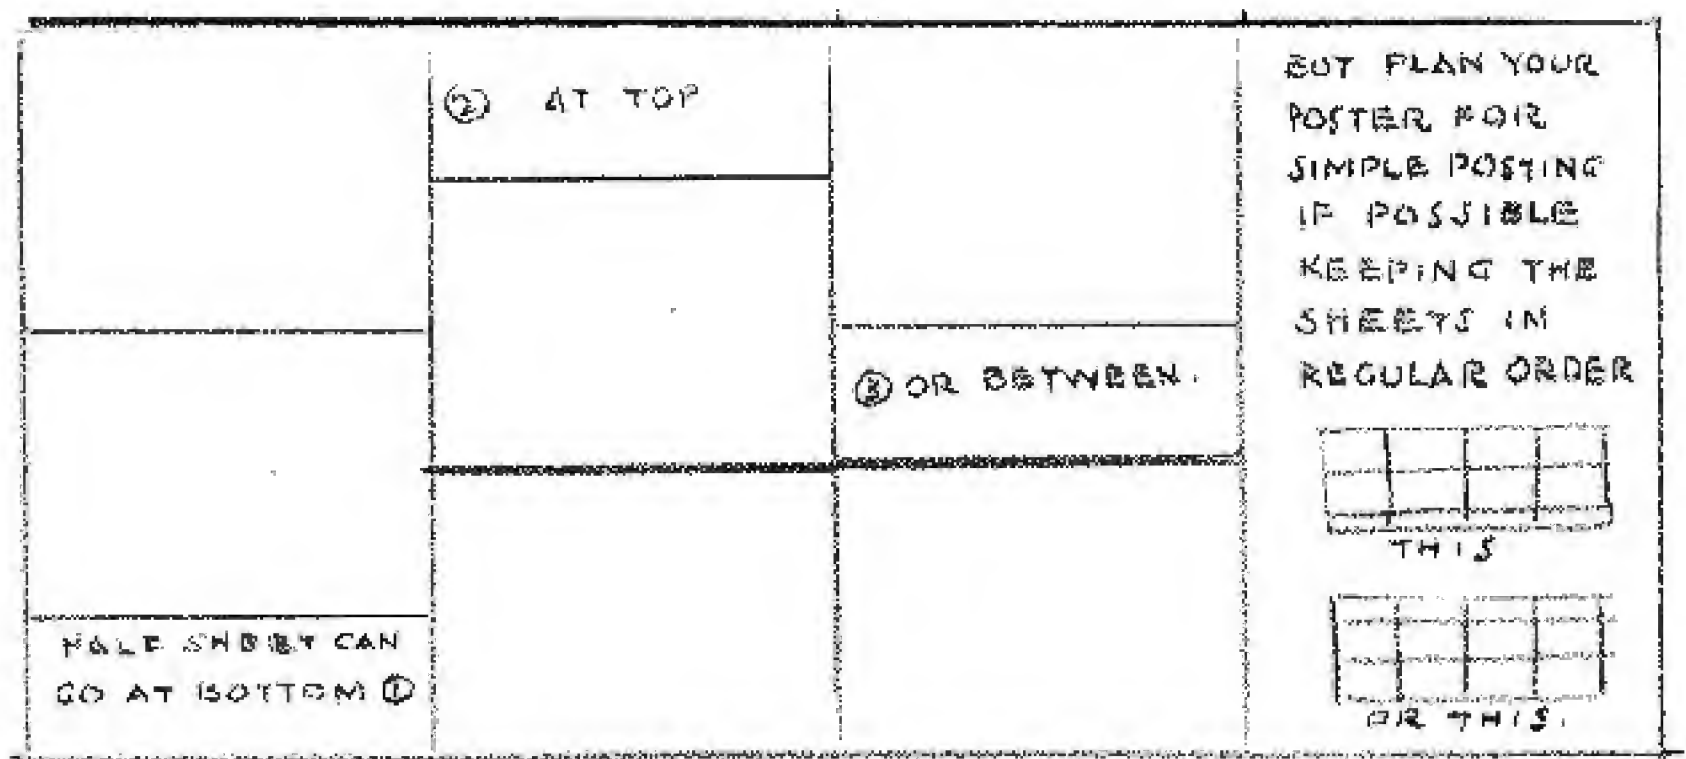 HALF SHEET CAN
GO AT BOTTOM ①
② AT TOP
③ OR BETWEEN.
BUT PLAN YOUR
POSTER FOR
SIMPLE POSTING
IF POSSIBLE
KEEPING THE
SHEETS IN
REGULAR ORDER
THIS
OR THIS.